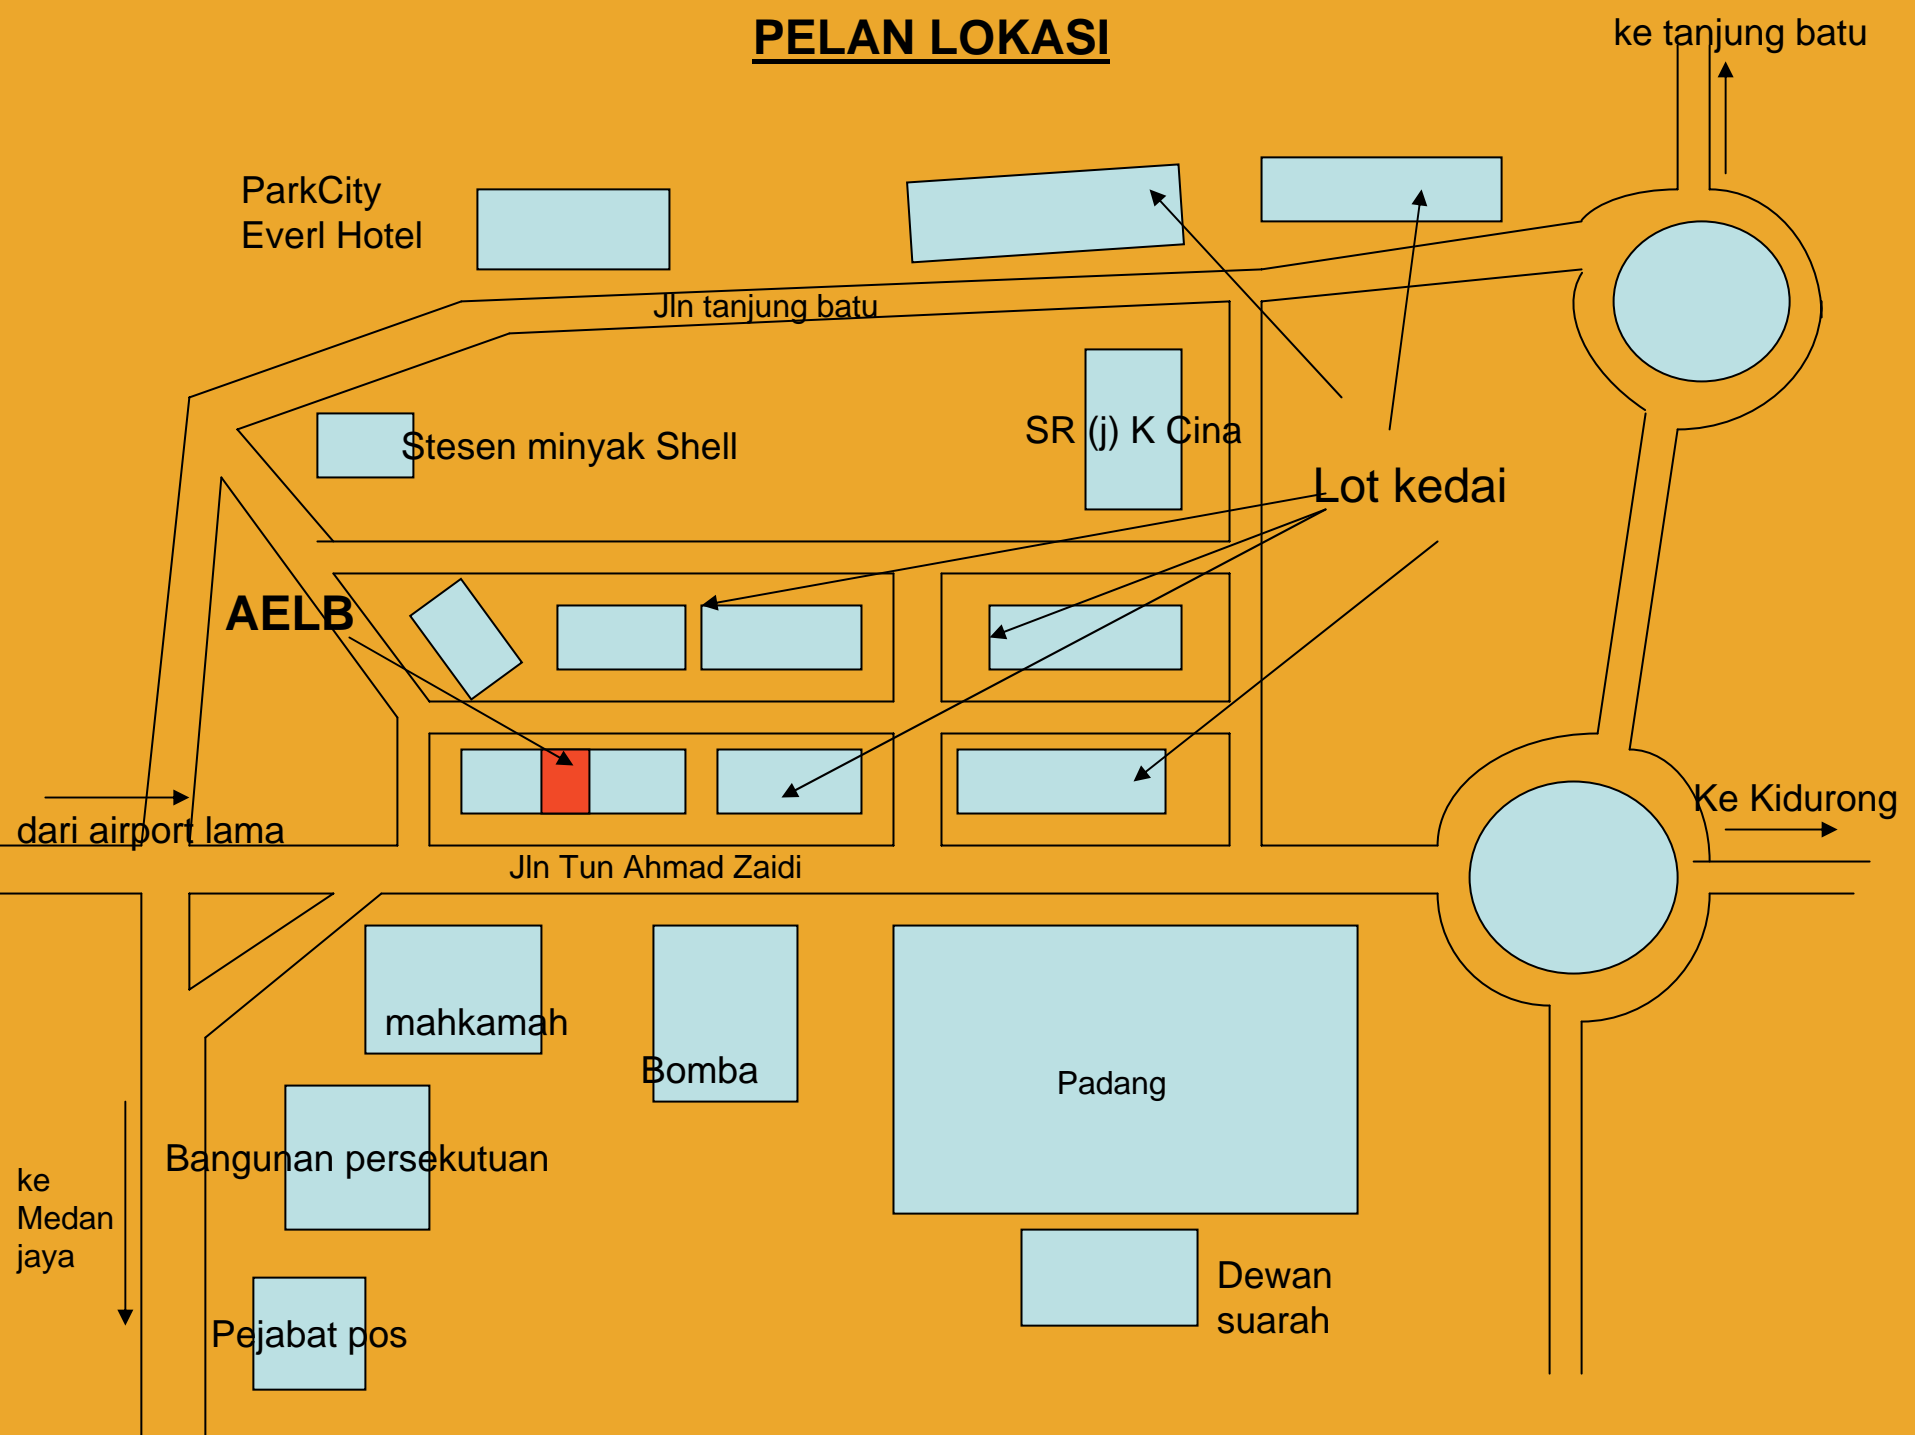 PELAN LOKASI
ke tanjung batu
ParkCity
Everl Hotel
Jln tanjung batu
Stesen minyak Shell
SR (j) K Cina
Lot kedai
AELB
dari airport lama
Ke Kidurong
Jln Tun Ahmad Zaidi
mahkamah
Bomba
Padang
Bangunan persekutuan
ke
Medan
jaya
Dewan
suarah
Pejabat pos